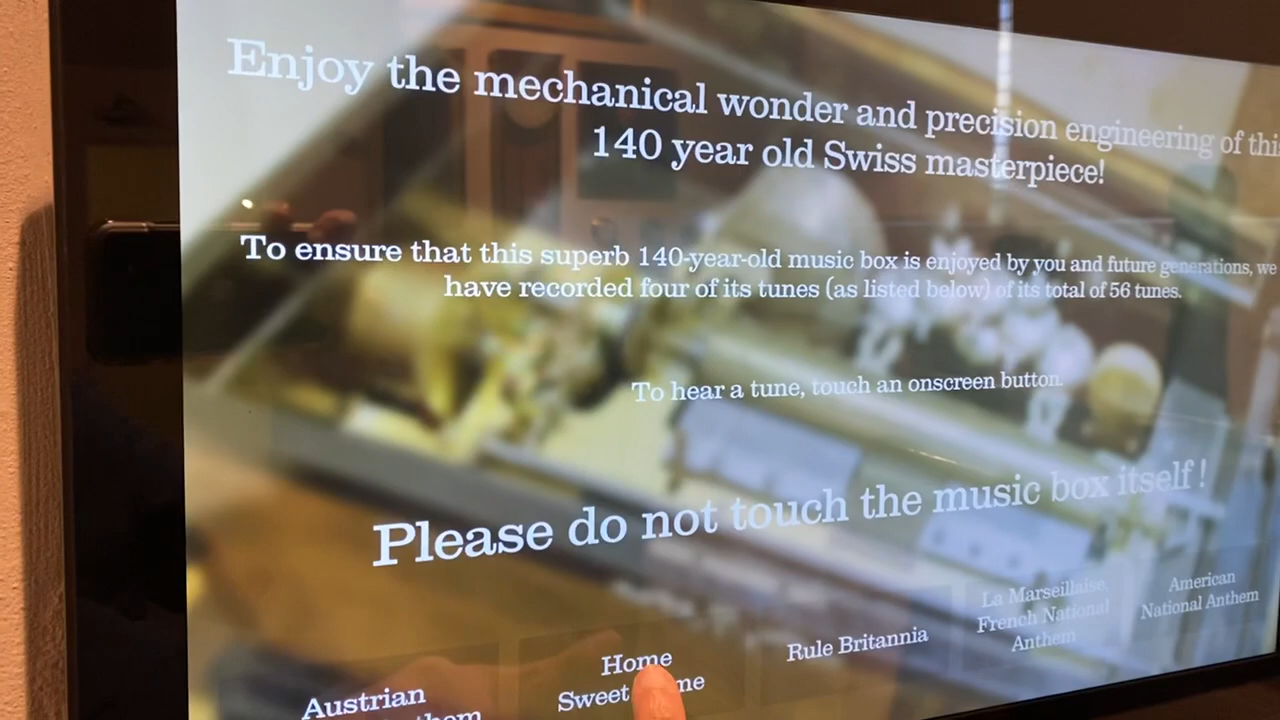 Enjoy the mechanical wonder and precision engineering of this
140 year old Swiss masterpiece!
To ensure that this superb 140-year-old music box is enjoyed by you and future generations, we
have recorded four of its tunes (as listed below) of its total of 56 tunes.
To hear a tune, touch an onscreen button.
Please do not touch the music box itself!
Austrian
Home
Sweet
Rule Britannia
La Marseillaise,
French National
Anthem
American
National Anthem